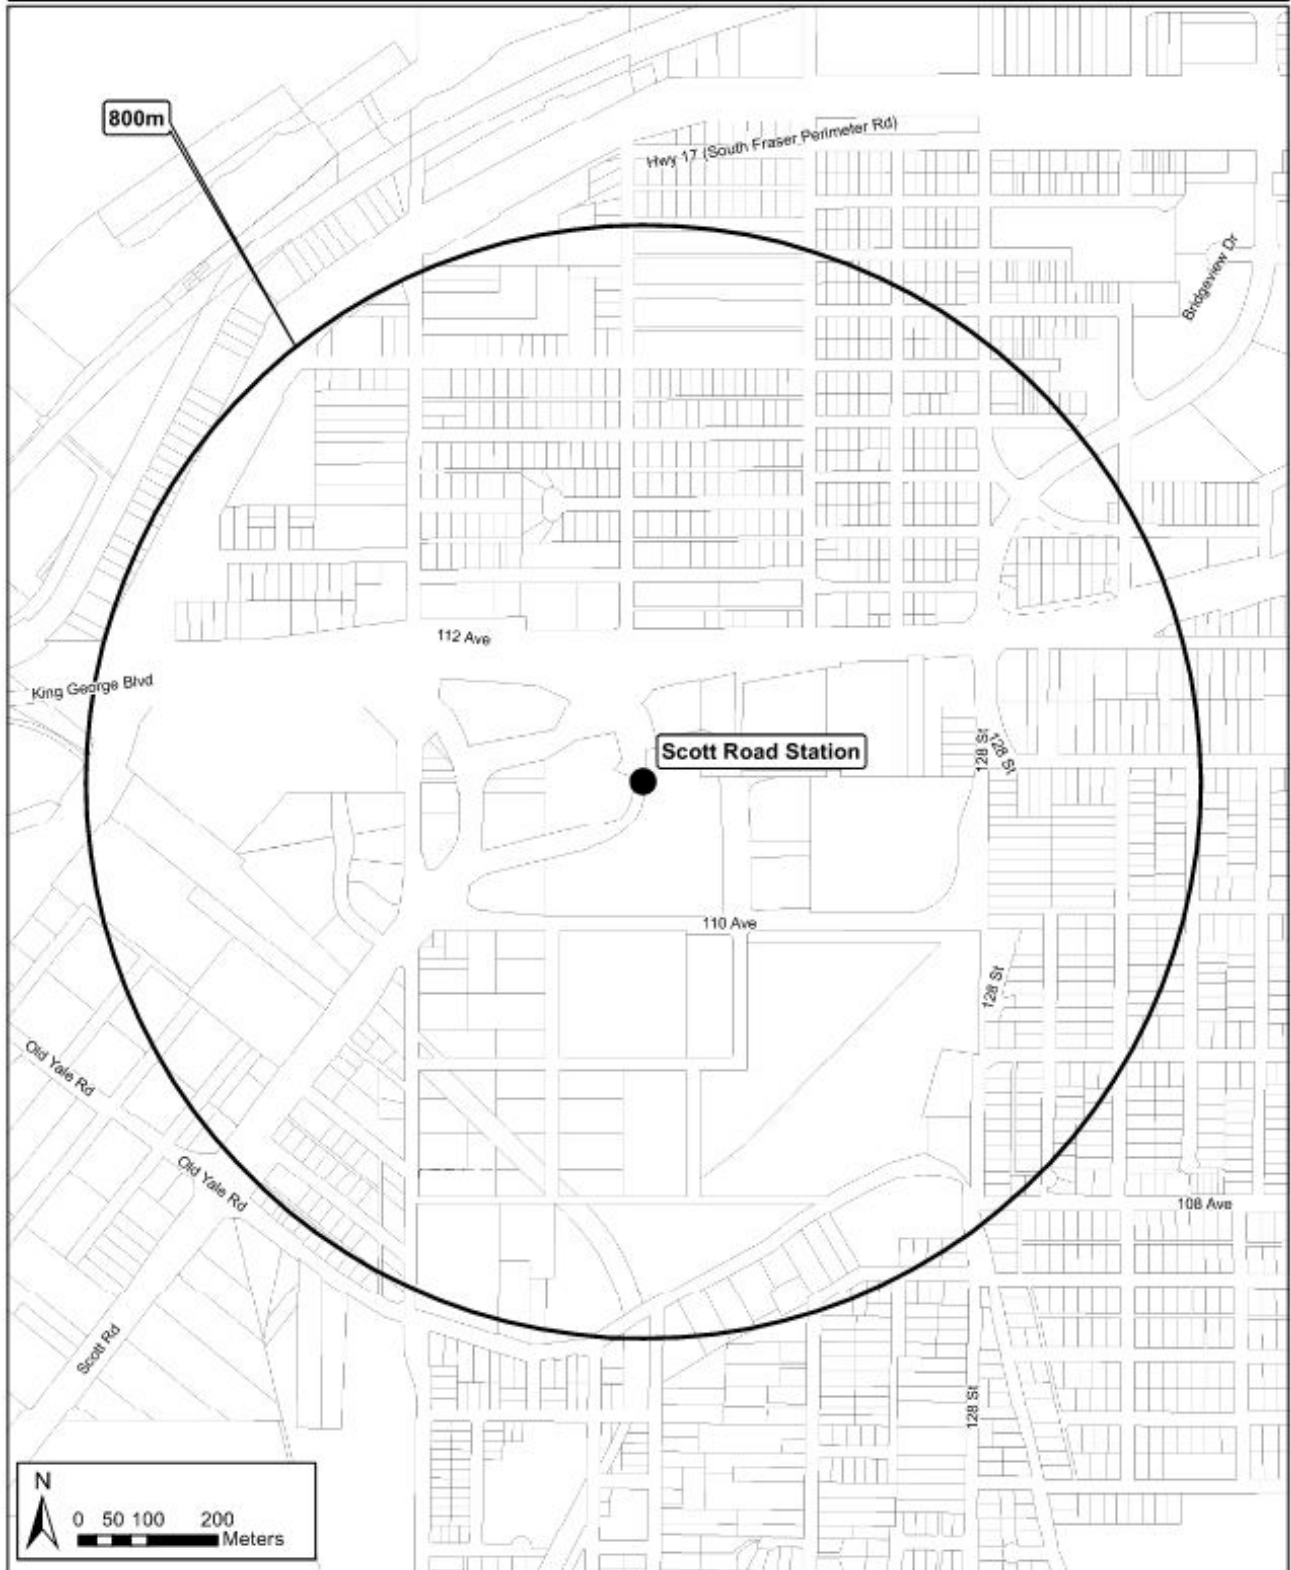 800m
Hwy 17 (South Fraser Perimeter Rd)
Bridgeview Dr
112 Ave
King George Blvd
Scott Road Station
128 St
128 St
110 Ave
128 St
Old Yale Rd
Old Yale Rd
108 Ave
Scott Rd
128 St
N
0 50 100 200
Meters